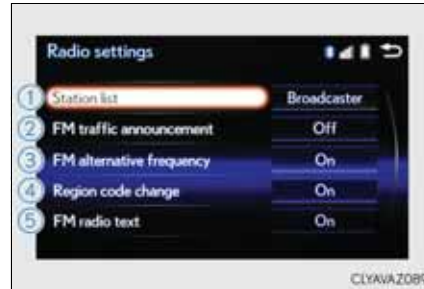 Radio settings
1 Station list Broadcaster
2 FM traffic announcement Off
3 FM alternative frequency On
4 Region code change On
5 FM radio text On
CLYAVAZ089